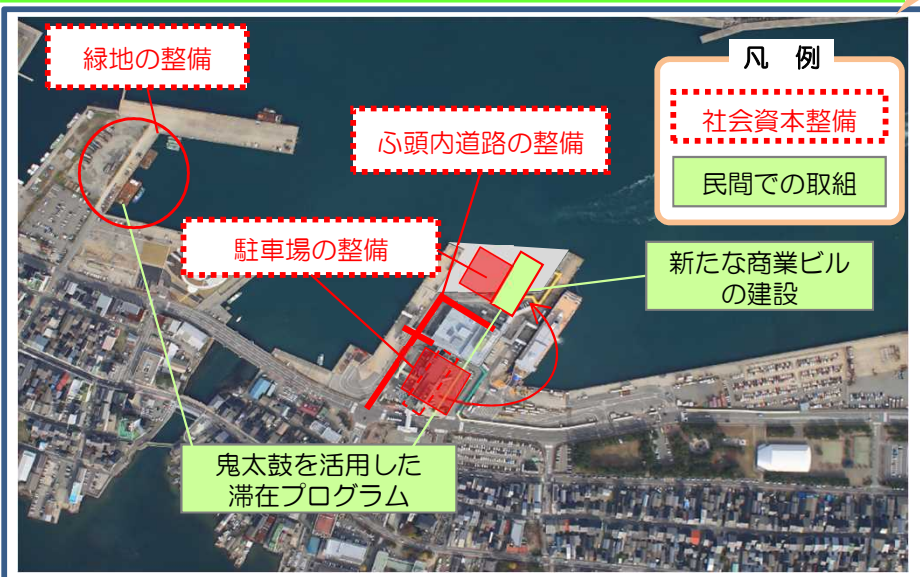 緑地の整備
ふ頭内道路の整備
駐車場の整備
凡 例
社会資本整備
民間での取組
新たな商業ビル
の建設
鬼太鼓を活用した
滞在プログラム